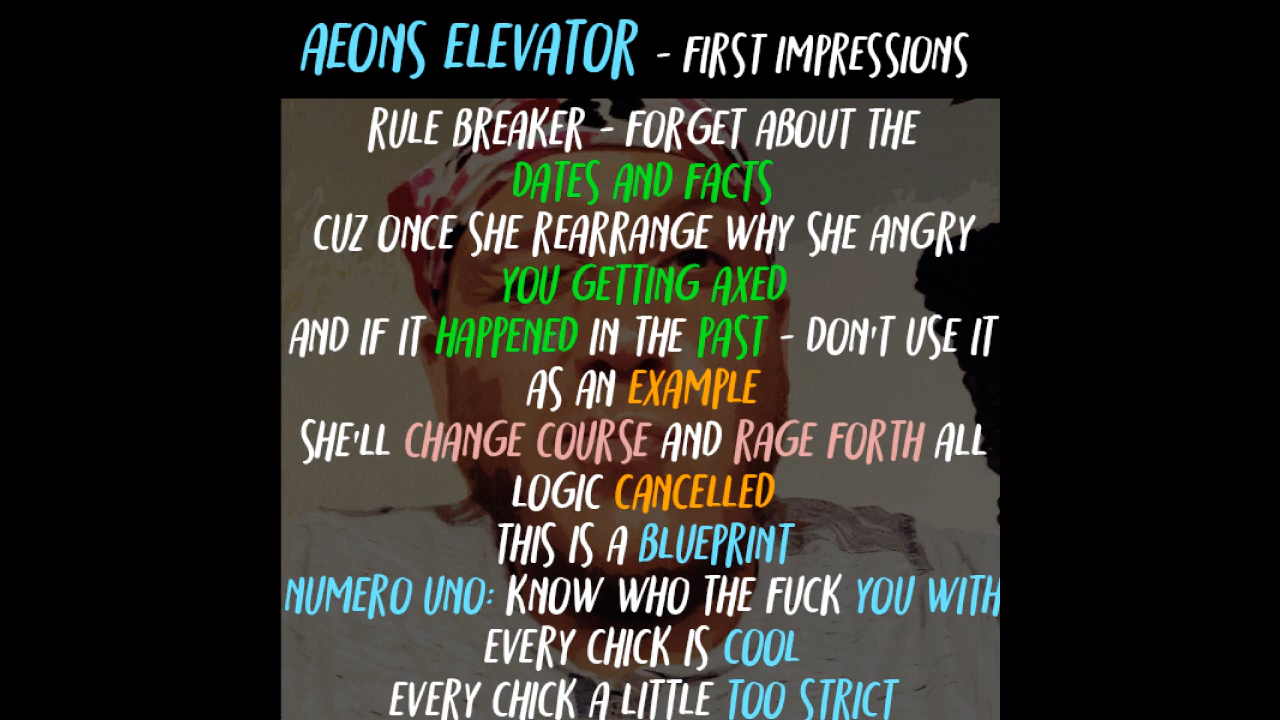 AEONS ELEVATOR - FIRST IMPRESSIONS
RULE BREAKER - FORGET ABOUT THE
DATES AND FACTS
CUZ ONCE SHE REARRANGE WHY SHE ANGRY
YOU GETTING AXED
AND IF IT HAPPENED IN THE PAST - DON'T USE IT
AS AN EXAMPLE
SHE'LL CHANGE COURSE AND RAGE FORTH ALL
LOGIC CANCELLED
THIS IS A BLUEPRINT
NUMERO UNO: KNOW WHO THE FUCK YOU WITH
EVERY CHICK IS COOL
EVERY CHICK A LITTLE TOO STRICT